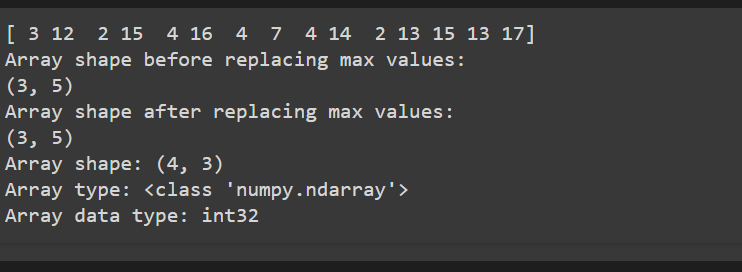 [ 3 12  2 15  4 16  4  7  4 14  2 13 15 13 17]
Array shape before replacing max values:
(3, 5)
Array shape after replacing max values:
(3, 5)
Array shape: (4, 3)
Array type: <class 'numpy.ndarray'>
Array data type: int32